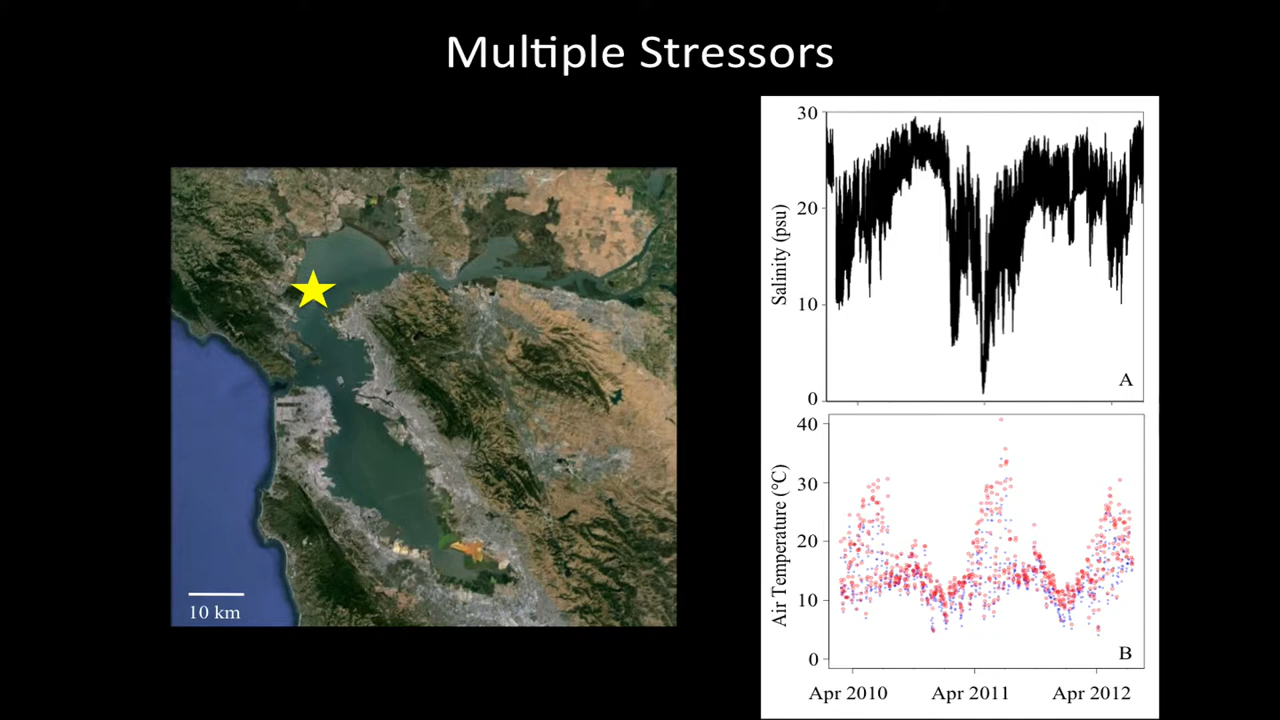 Multiple Stressors
10 km
30
20
10
0
Salinity (psu)
A
40
30
20
10
0
Air Temperature (°C)
B
Apr 2010 Apr 2011 Apr 2012